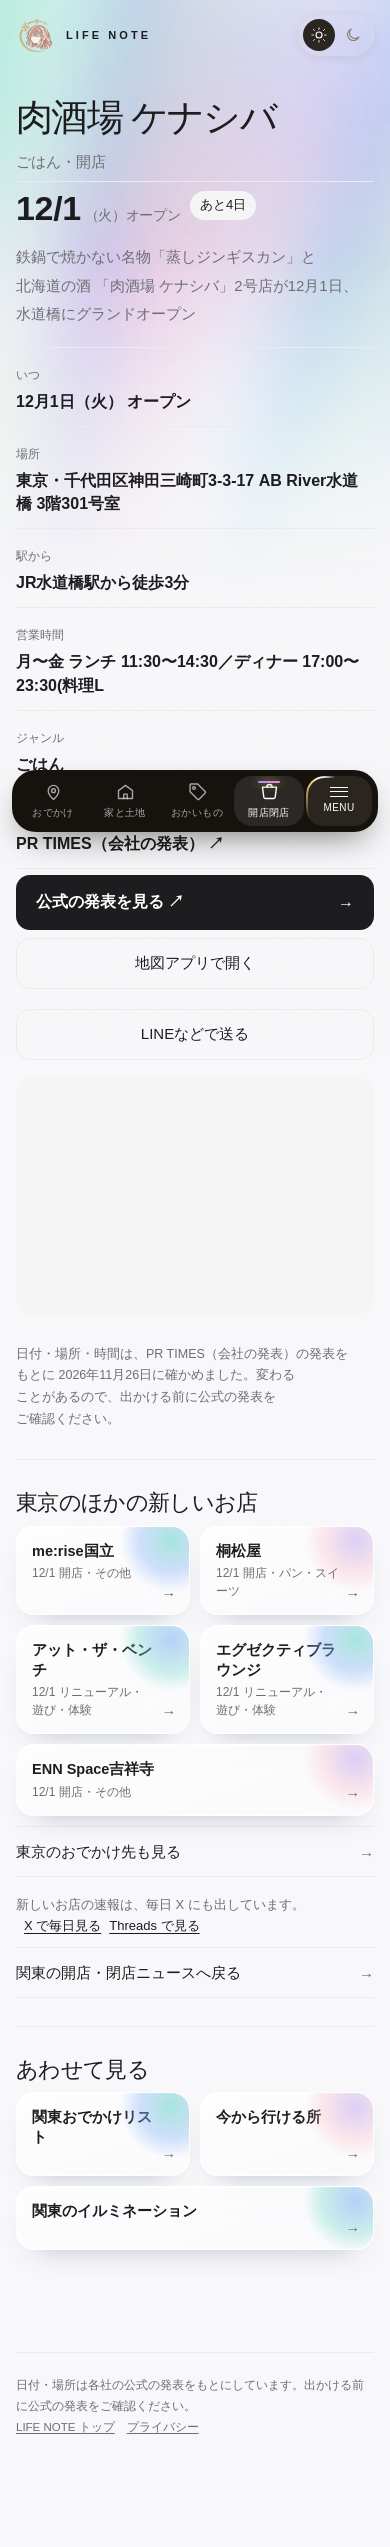 LIFE NOTE
肉酒場 ケナシバ
ごはん・開店
12/1 （火）オープン あと4日
鉄鍋で焼かない名物「蒸しジンギスカン」と
北海道の酒 「肉酒場 ケナシバ」2号店が12月1日、
水道橋にグランドオープン
いつ
12月1日（火） オープン
場所
東京・千代田区神田三崎町3-3-17 AB River水道
橋 3階301号室
駅から
JR水道橋駅から徒歩3分
営業時間
月〜金 ランチ 11:30〜14:30／ディナー 17:00〜
23:30(料理L
ジャンル
ごはん
おでかけ 家と土地 おかいもの 開店閉店 MENU
PR TIMES（会社の発表） ↗
公式の発表を見る ↗ →
地図アプリで開く
LINEなどで送る
日付・場所・時間は、PR TIMES（会社の発表）の発表を
もとに 2026年11月26日に確かめました。変わる
ことがあるので、出かける前に公式の発表を
ご確認ください。
東京のほかの新しいお店
me:rise国立
12/1 開店・その他
→
桐松屋
12/1 開店・パン・スイ
ーツ
→
アット・ザ・ベン
チ
12/1 リニューアル・
遊び・体験
→
エグゼクティブラ
ウンジ
12/1 リニューアル・
遊び・体験
→
ENN Space吉祥寺
12/1 開店・その他
→
東京のおでかけ先も見る →
新しいお店の速報は、毎日 X にも出しています。
X で毎日見る Threads で見る
関東の開店・閉店ニュースへ戻る →
あわせて見る
関東おでかけリス
ト
→
今から行ける所
→
関東のイルミネーション
→
日付・場所は各社の公式の発表をもとにしています。出かける前
に公式の発表をご確認ください。
LIFE NOTE トップ プライバシー